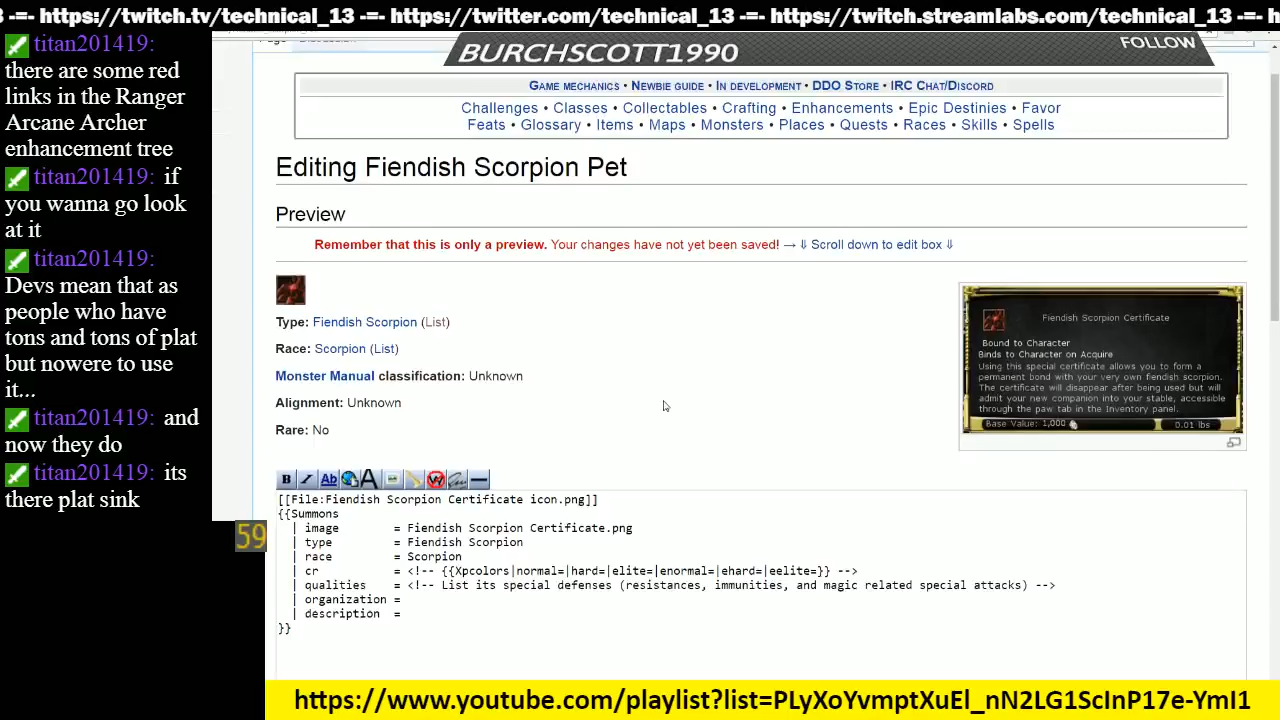 3 -=- https://twitch.tv/technical_13 -=- https://twitter.com/technical_13 -=- https://twitch.streamlabs.com/technical_13 -=- h
titan201419:
there are some red
links in the Ranger
Arcane Archer
enhancement tree
titan201419: if
you wanna go look
at it
titan201419:
Devs mean that as
people who have
tons and tons of plat
but nowere to use
it...
titan201419: and
now they do
titan201419: its
there plat sink
59
BURCHSCOTT1990
FOLLOW
Game mechanics • Newbie guide • In development • DDO Store • IRC Chat/Discord
Challenges • Classes • Collectables • Crafting • Enhancements • Epic Destinies • Favor
Feats • Glossary • Items • Maps • Monsters • Places • Quests • Races • Skills • Spells
Editing Fiendish Scorpion Pet
Preview
Remember that this is only a preview. Your changes have not yet been saved! → ⇓ Scroll down to edit box ⇓
Type: Fiendish Scorpion (List)
Race: Scorpion (List)
Monster Manual classification: Unknown
Alignment: Unknown
Rare: No
Fiendish Scorpion Certificate
Bound to Character
Binds to Character on Acquire
Using this special certificate allows you to form a
permanent bond with your very own fiendish scorpion.
The certificate will disappear after being used but will
admit your new companion into your stable, accessible
through the paw tab in the Inventory panel.
Base Value: 1,000
0.01 lbs
B I Ab A W
[[File:Fiendish Scorpion Certificate icon.png]]
{{Summons
| image = Fiendish Scorpion Certificate.png
| type = Fiendish Scorpion
| race = Scorpion
| cr = <!-- {{Xpcolors|normal=|hard=|elite=|enormal=|ehard=|eelite=}} -->
| qualities = <!-- List its special defenses (resistances, immunities, and magic related special attacks) -->
| organization =
| description =
}}
https://www.youtube.com/playlist?list=PLyXoYvmptXuEl_nN2LG1ScInP17e-YmI1